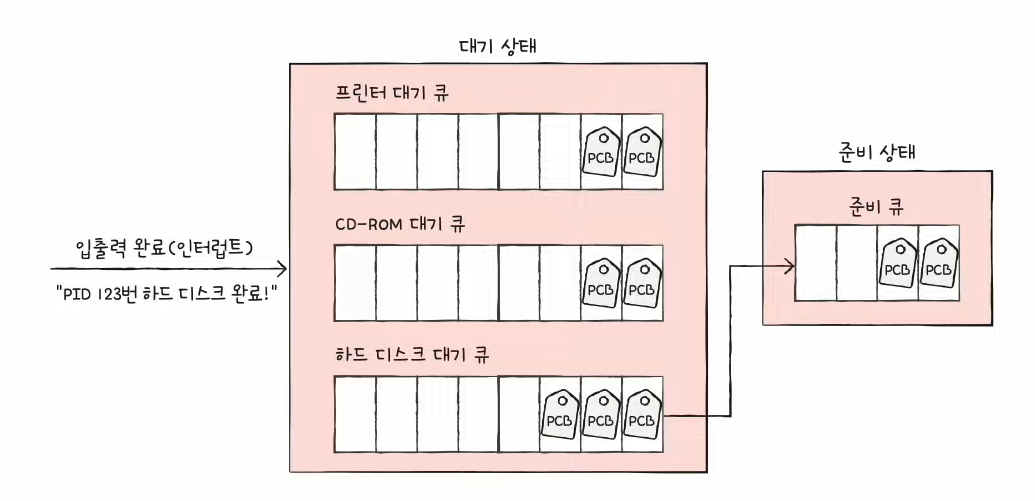 대기 상태
프린터 대기 큐
PCB PCB
준비 상태
준비 큐
CD-ROM 대기 큐
입출력 완료(인터럽트)
"PID 123번 하드 디스크 완료!"
PCB PCB
PCB PCB
하드 디스크 대기 큐
PCB PCB PCB